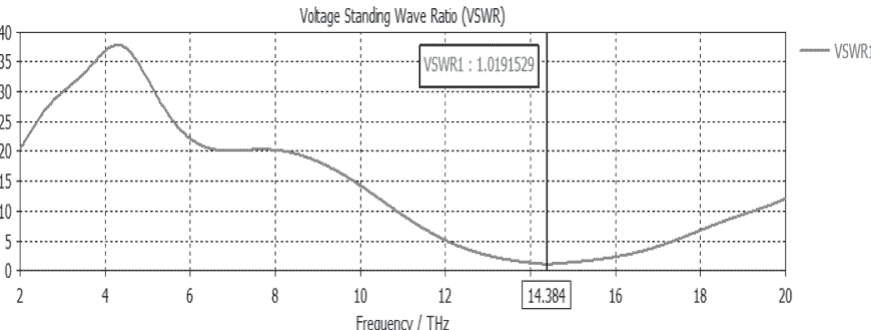 Voltage Standing Wave Ratio (VSWR)
40
35
30
25
20
15
10
5
0
VSWR1 : 1.0191529
VSWR1
2 4 6 8 10 12 14.384 16 18 20
Frequency / THz